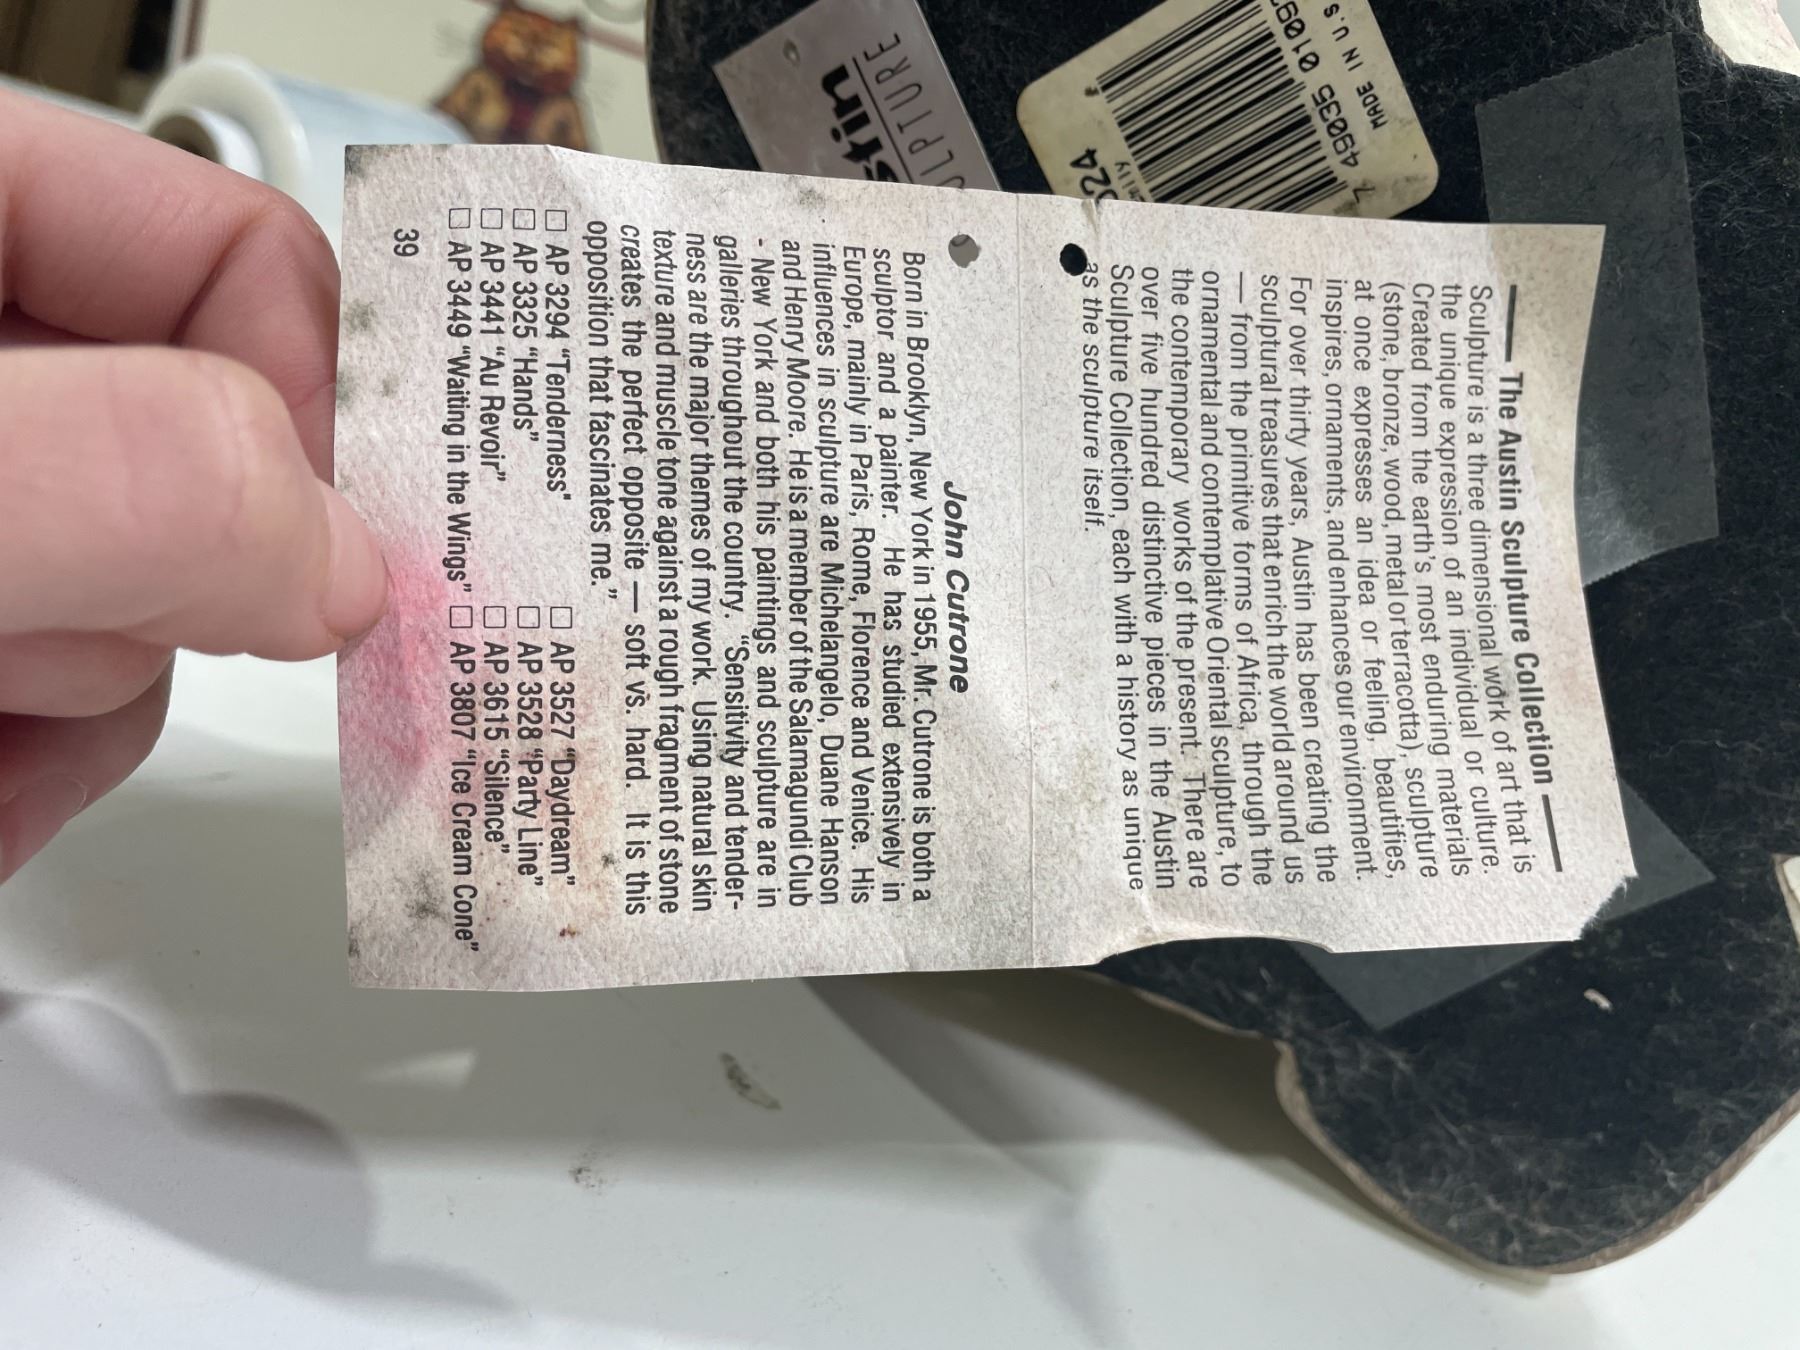 — The Austin Sculpture Collection —
Sculpture is a three dimensional work of art that is
the unique expression of an individual or culture.
Created from the earth's most enduring materials
(stone, bronze, wood, metal or terracotta), sculpture
at once expresses an idea or feeling, beautifies,
inspires, ornaments, and enhances our environment.
For over thirty years, Austin has been creating the
sculptural treasures that enrich the world around us
— from the primitive forms of Africa, through the
ornamental and contemplative Oriental sculpture, to
the contemporary works of the present. There are
over five hundred distinctive pieces in the Austin
Sculpture Collection, each with a history as unique
as the sculpture itself.
John Cutrone
Born in Brooklyn, New York in 1955, Mr. Cutrone is both a
sculptor and a painter. He has studied extensively in
Europe, mainly in Paris, Rome, Florence and Venice. His
influences in sculpture are Michelangelo, Duane Hanson
and Henry Moore. He is a member of the Salamagundi Club
- New York and both his paintings and sculpture are in
galleries throughout the country. "Sensitivity and tender-
ness are the major themes of my work. Using natural skin
texture and muscle tone against a rough fragment of stone
creates the perfect opposite — soft vs. hard. It is this
opposition that fascinates me."
☐ AP 3294 "Tenderness" ☐ AP 3527 "Daydream"
☐ AP 3325 "Hands" ☐ AP 3528 "Party Line"
☐ AP 3441 "Au Revoir" ☐ AP 3615 "Silence"
☐ AP 3449 "Waiting in the Wings" ☐ AP 3807 "Ice Cream Cone"
39
stin
ULPTURE
524
7 49035 0109
MADE IN U.S.